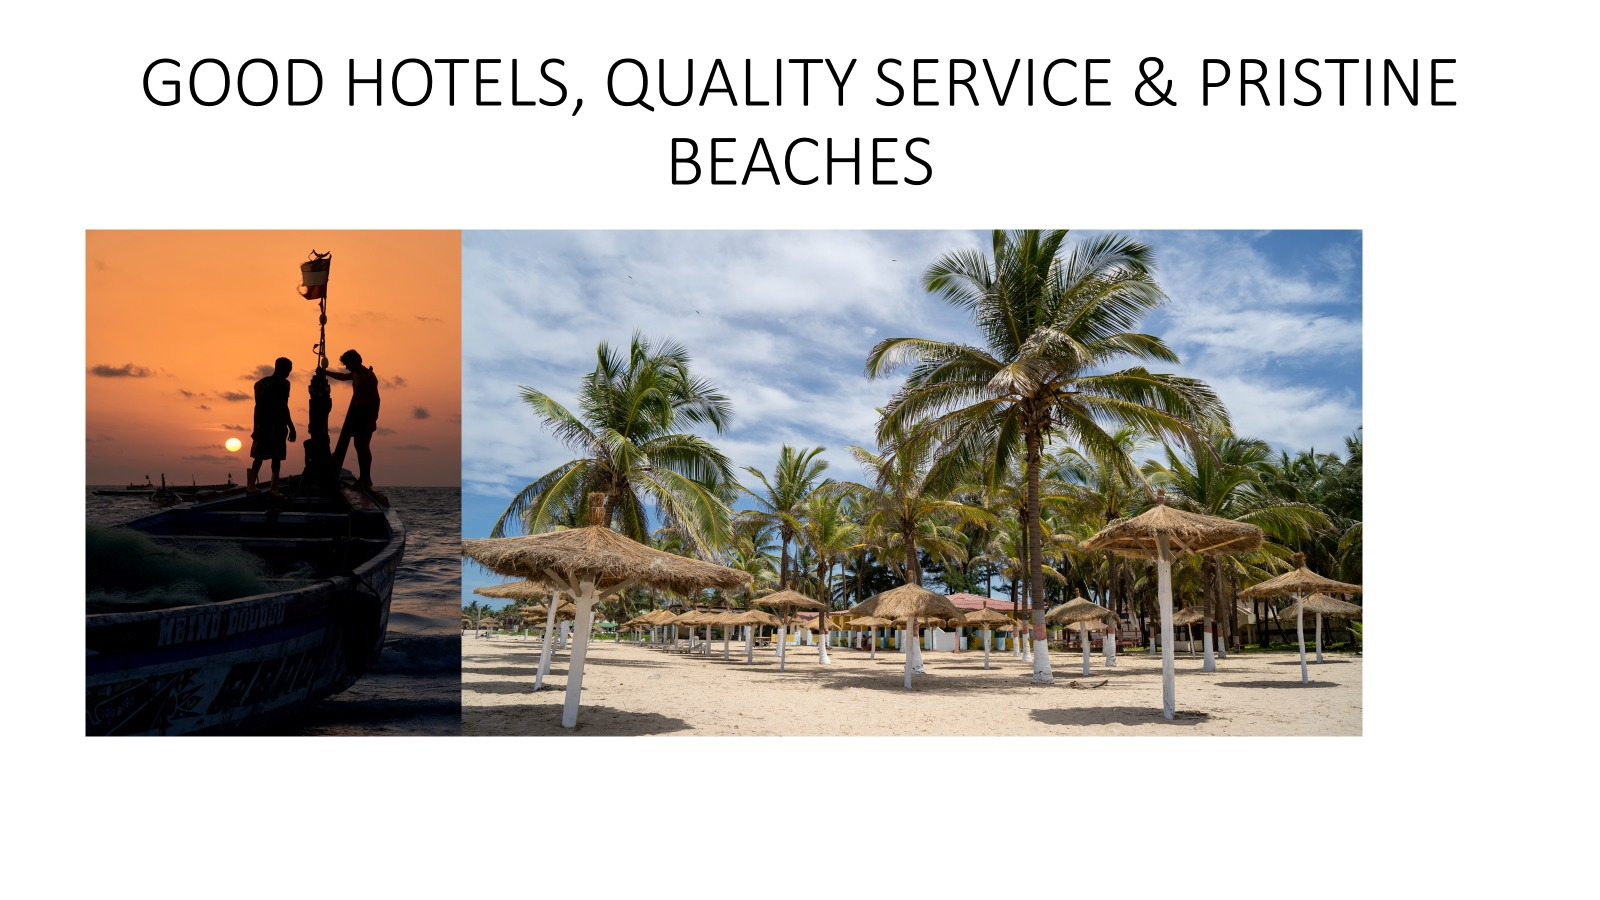 GOOD HOTELS, QUALITY SERVICE & PRISTINE
BEACHES